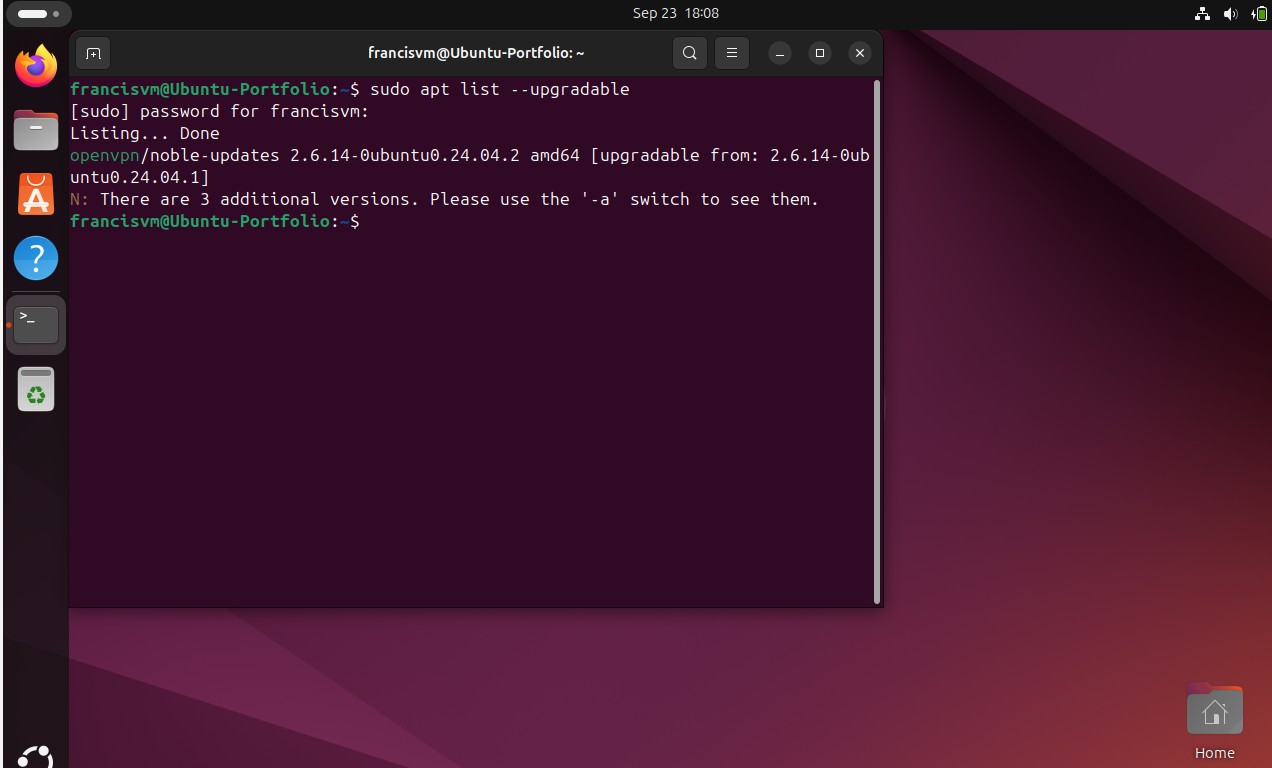 Sep 23 18:08
francisvm@Ubuntu-Portfolio: ~
francisvm@Ubuntu-Portfolio:~$ sudo apt list --upgradable
[sudo] password for francisvm:
Listing... Done
openvpn/noble-updates 2.6.14-0ubuntu0.24.04.2 amd64 [upgradable from: 2.6.14-0ub
untu0.24.04.1]
N: There are 3 additional versions. Please use the '-a' switch to see them.
francisvm@Ubuntu-Portfolio:~$
Home